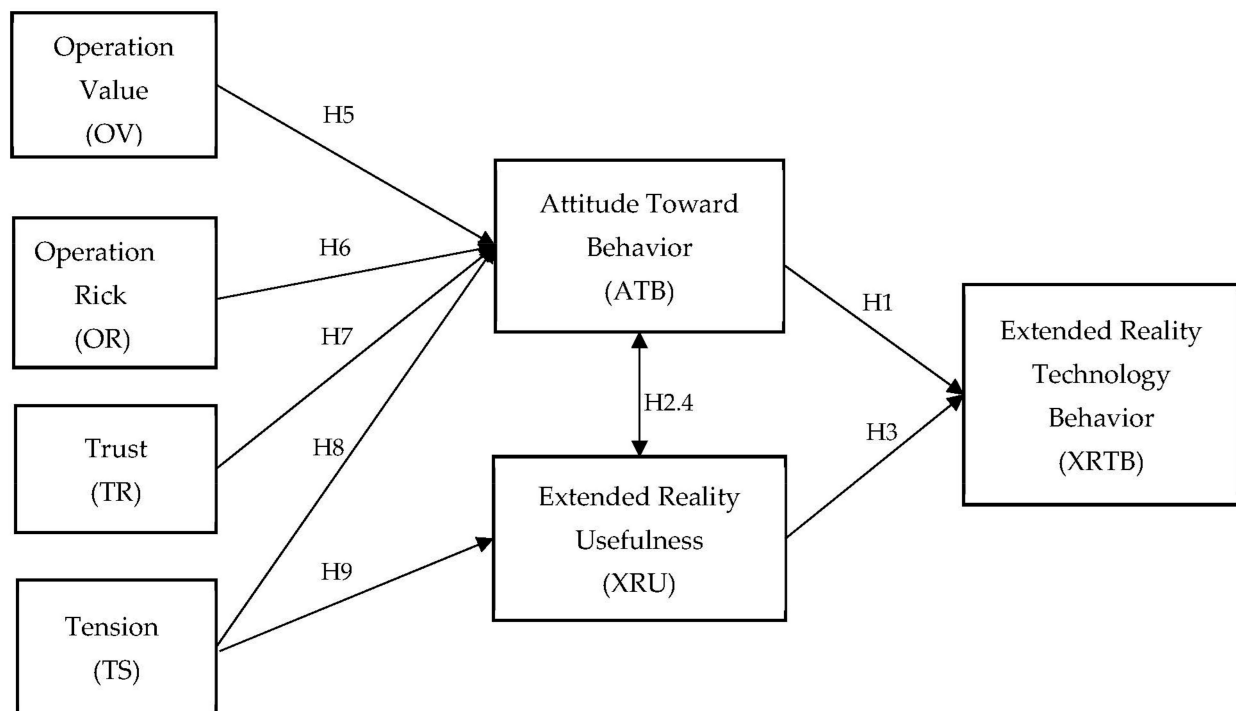 Operation
Value
(OV)
H5
Operation
Rick
(OR)
H6
Trust
(TR)
H7
Tension
(TS)
H8
H9
Attitude Toward
Behavior
(ATB)
H2.4
Extended Reality
Usefulness
(XRU)
H1
H3
Extended Reality
Technology
Behavior
(XRTB)